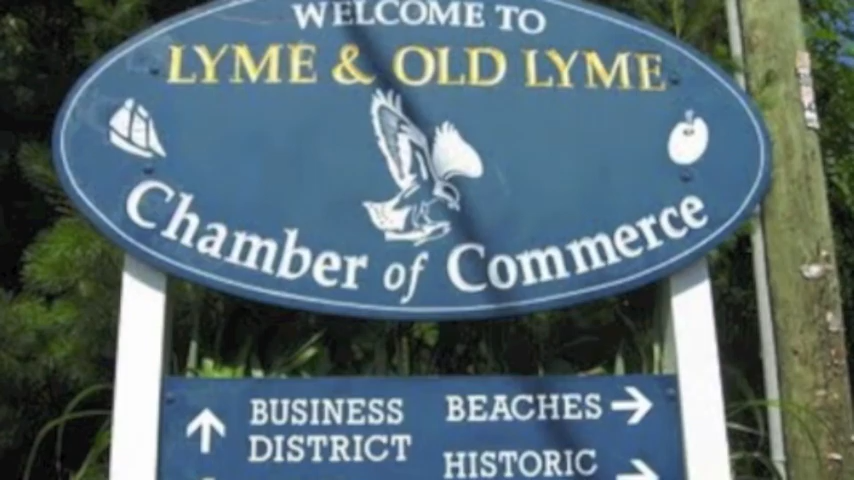 WELCOME TO
LYME & OLD LYME
Chamber of Commerce
BUSINESS
DISTRICT
BEACHES
HISTORIC